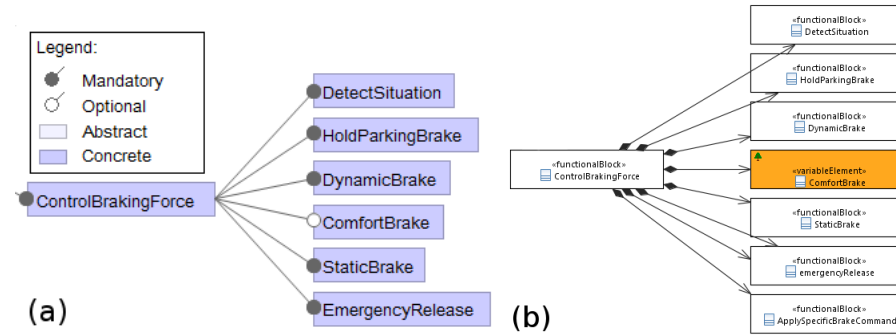 Legend:
Mandatory
Optional
Abstract
Concrete
ControlBrakingForce
DetectSituation
HoldParkingBrake
DynamicBrake
ComfortBrake
StaticBrake
EmergencyRelease
(a)
«functionalBlock»
ControlBrakingForce
«functionalBlock»
DetectSituation
«functionalBlock»
HoldParkingBrake
«functionalBlock»
DynamicBrake
«variableElement»
ComfortBrake
«functionalBlock»
StaticBrake
«functionalBlock»
emergencyRelease
«functionalBlock»
ApplySpecificBrakeCommand
(b)